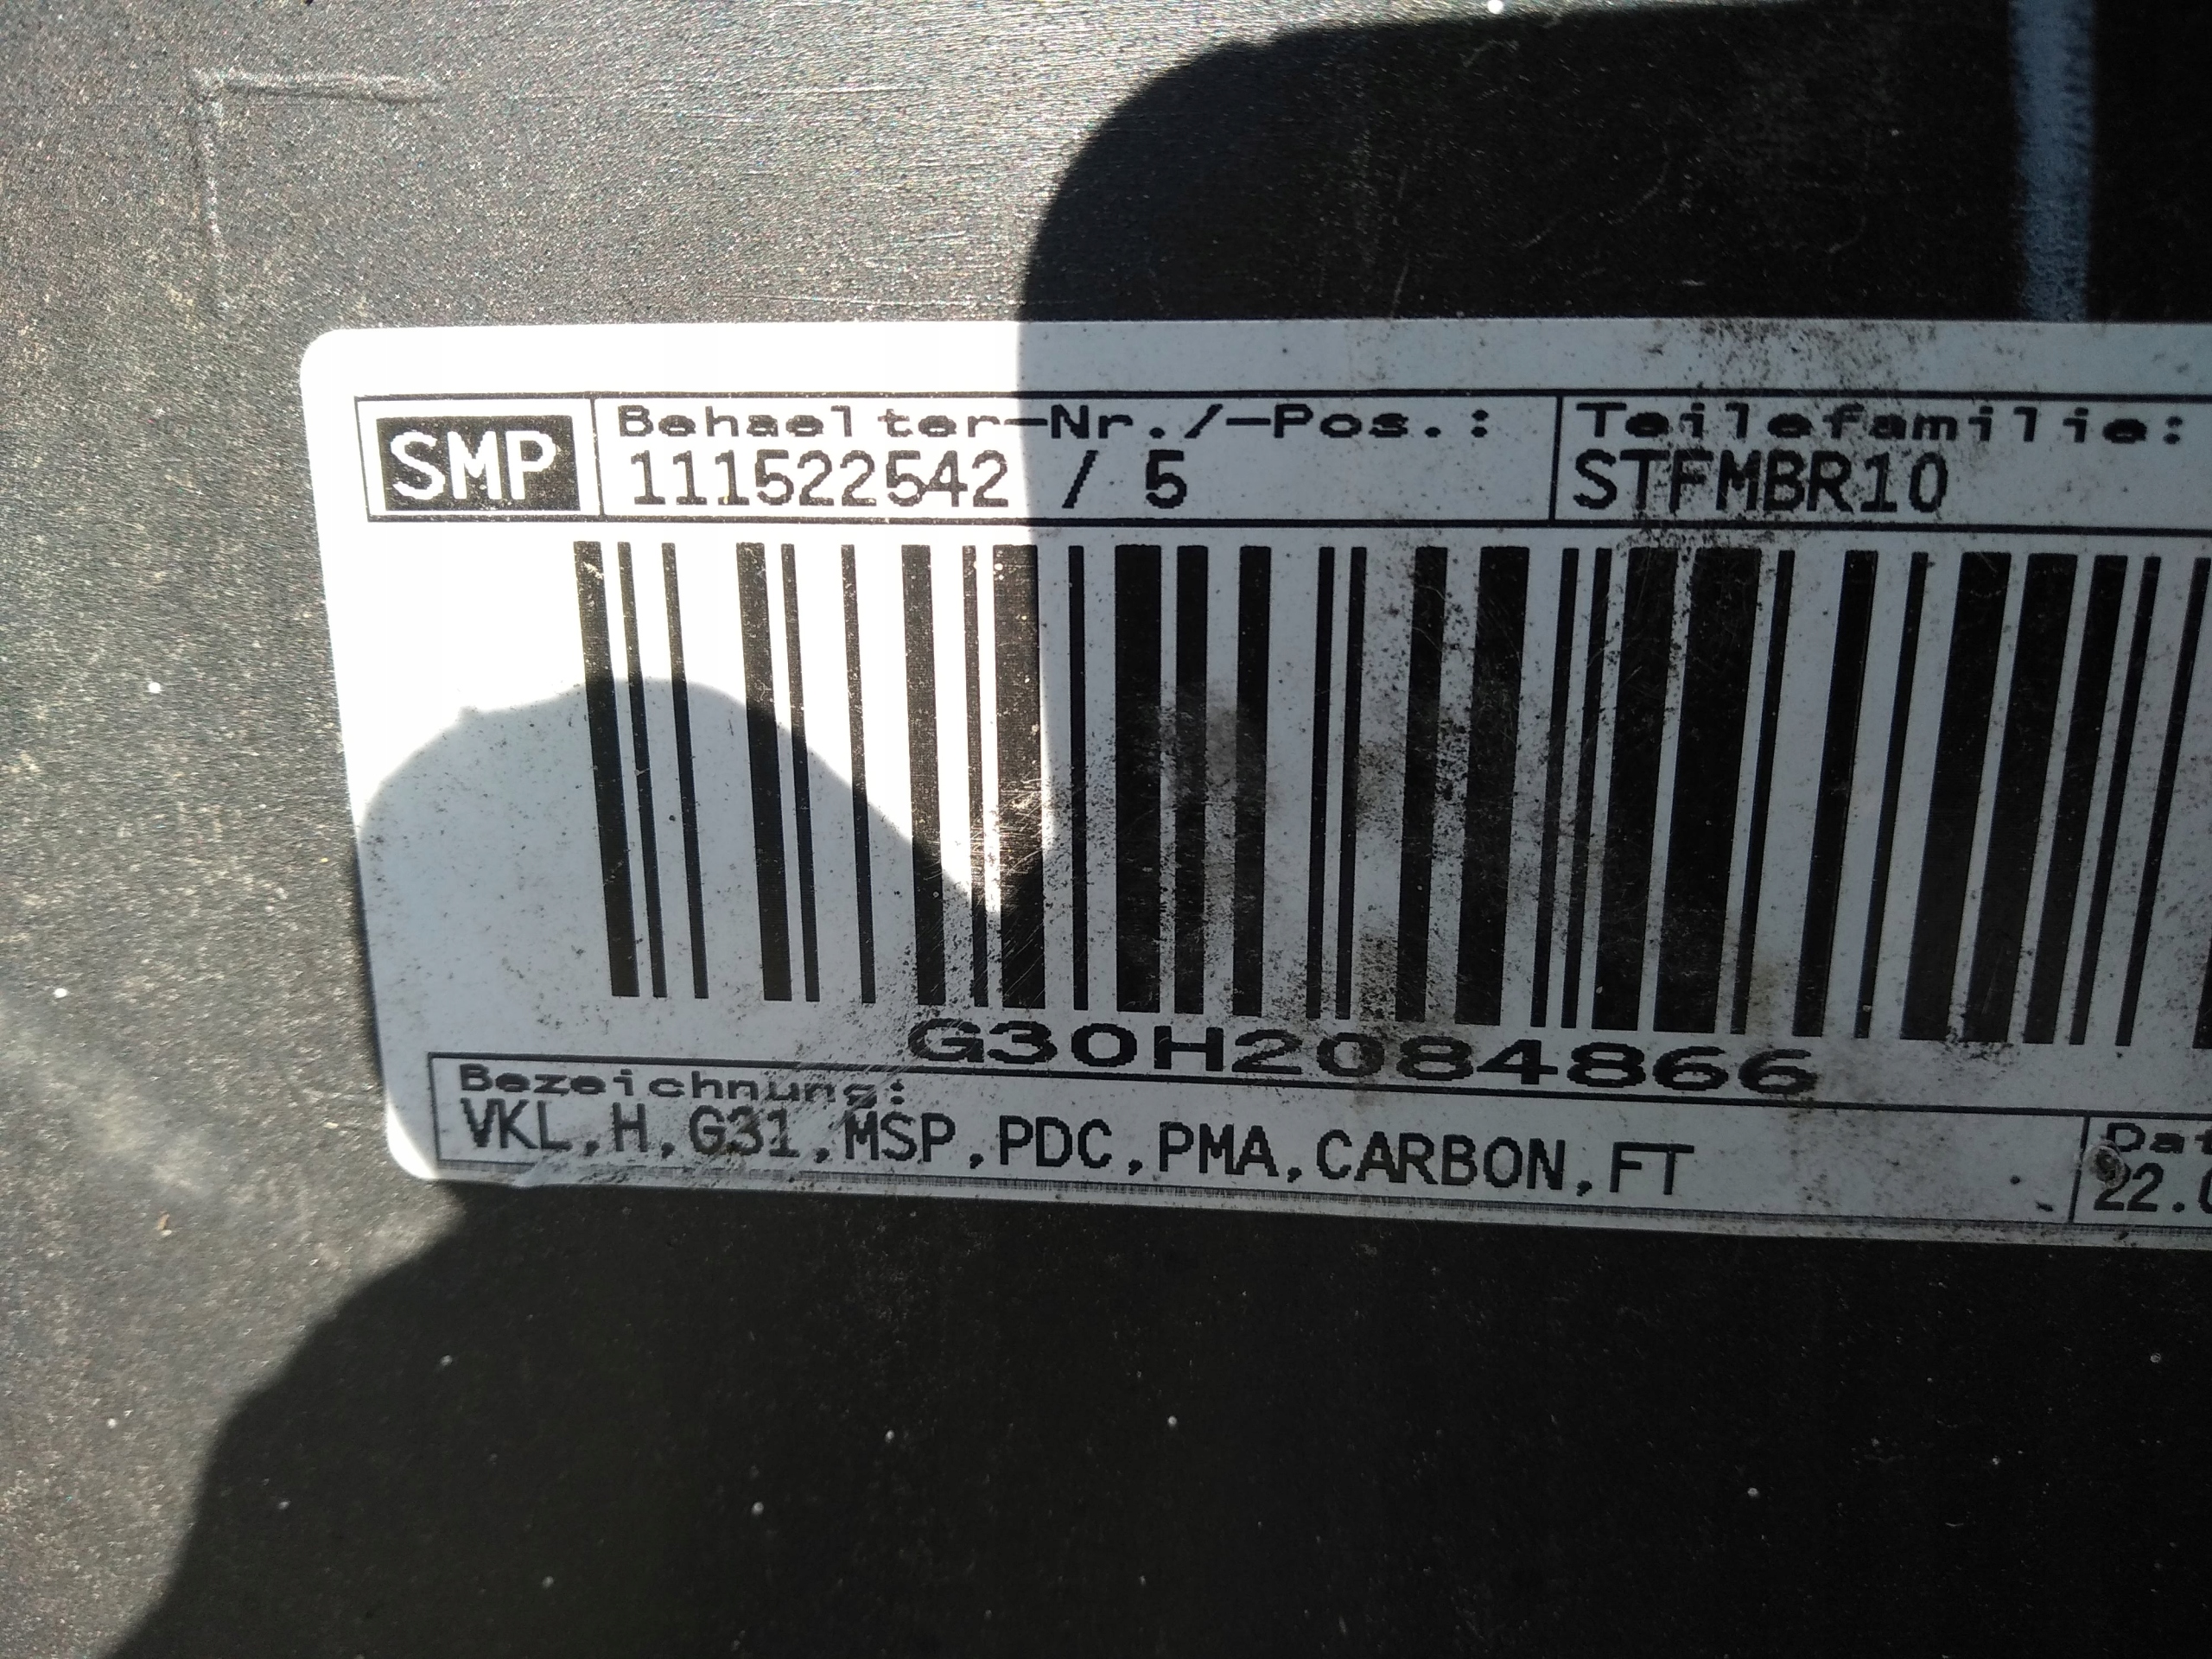 SMP
Behaelter-Nr./-Pos.:
111522542 / 5
Teilefamilie:
STFMBR10
G30H2084866
Bezeichnung:
VKL,H,G31,MSP,PDC,PMA,CARBON,FT